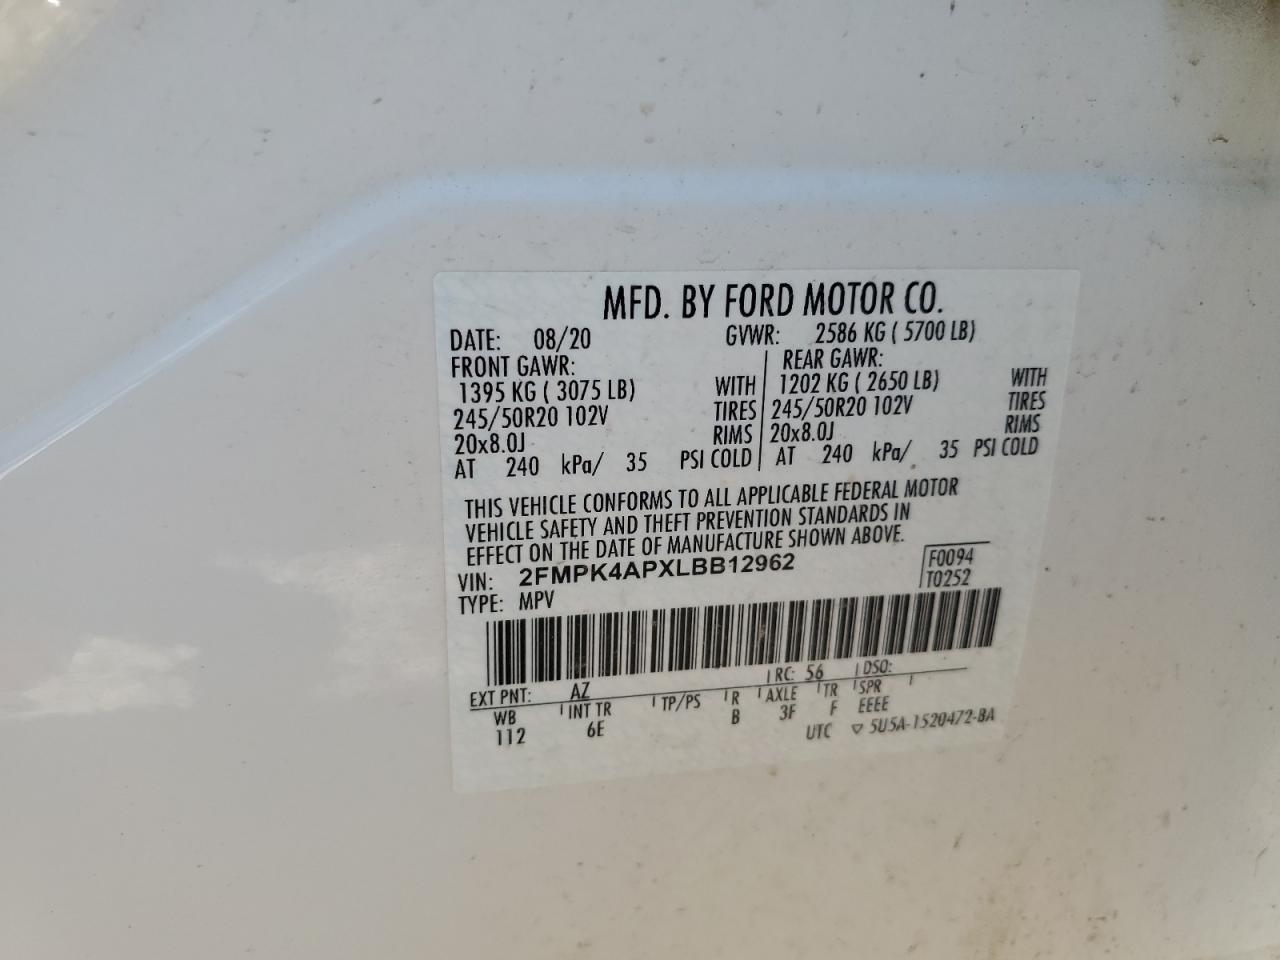 MFD. BY FORD MOTOR CO.
DATE: 08/20 GVWR: 2586 KG ( 5700 LB)
FRONT GAWR: REAR GAWR:
1395 KG ( 3075 LB) WITH 1202 KG ( 2650 LB) WITH
245/50R20 102V TIRES 245/50R20 102V TIRES
20x8.0J RIMS 20x8.0J RIMS
AT 240 kPa/ 35 PSI COLD AT 240 kPa/ 35 PSI COLD
THIS VEHICLE CONFORMS TO ALL APPLICABLE FEDERAL MOTOR
VEHICLE SAFETY AND THEFT PREVENTION STANDARDS IN
EFFECT ON THE DATE OF MANUFACTURE SHOWN ABOVE.
VIN: 2FMPK4APXLBB12962 F0094
TYPE: MPV T0252
EXT PNT: AZ RC: 56 DSO:
WB INT TR TP/PS R AXLE TR SPR
112 6E B 3F F EEEE
UTC ▽ 5U5A-1520472-BA